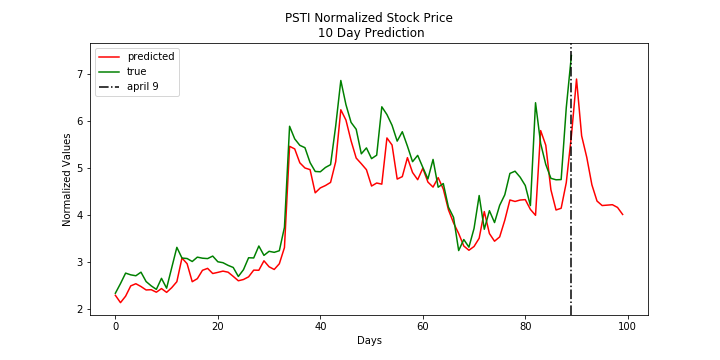 PSTI Normalized Stock Price
10 Day Prediction
predicted
true
april 9
Normalized Values
7
6
5
4
3
2
0
20
40
60
80
100
Days